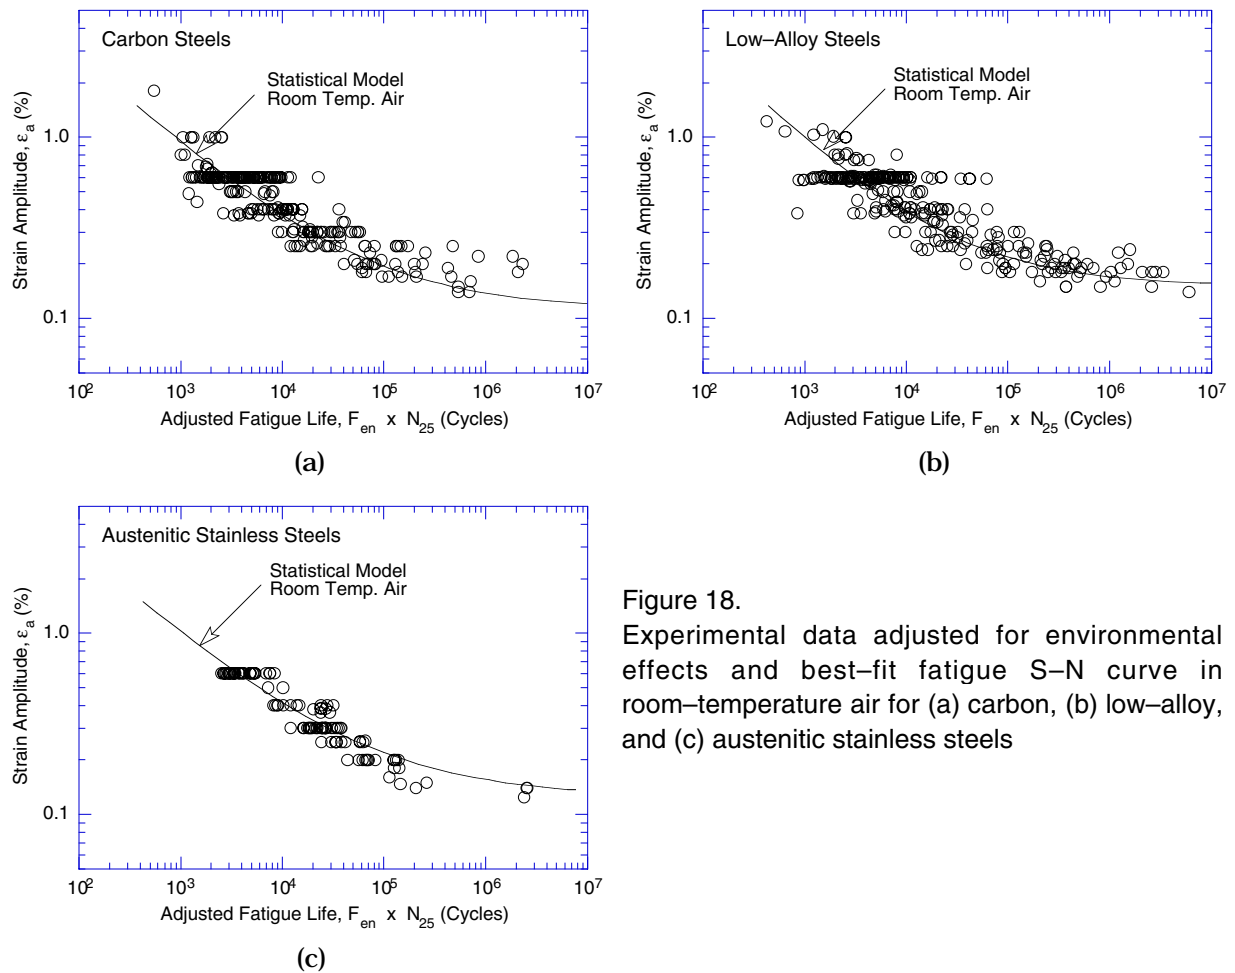 Carbon Steels
Statistical Model
Room Temp. Air
1.0
0.1
Strain Amplitude, εa (%)
10² 10³ 10⁴ 10⁵ 10⁶ 10⁷
Adjusted Fatigue Life, Fen x N25 (Cycles)
(a)
Low–Alloy Steels
Statistical Model
Room Temp. Air
1.0
0.1
Strain Amplitude, εa (%)
10² 10³ 10⁴ 10⁵ 10⁶ 10⁷
Adjusted Fatigue Life, Fen x N25 (Cycles)
(b)
Austenitic Stainless Steels
Statistical Model
Room Temp. Air
1.0
0.1
Strain Amplitude, εa (%)
10² 10³ 10⁴ 10⁵ 10⁶ 10⁷
Adjusted Fatigue Life, Fen x N25 (Cycles)
(c)
Figure 18.
Experimental data adjusted for environmental
effects and best–fit fatigue S–N curve in
room–temperature air for (a) carbon, (b) low–alloy,
and (c) austenitic stainless steels